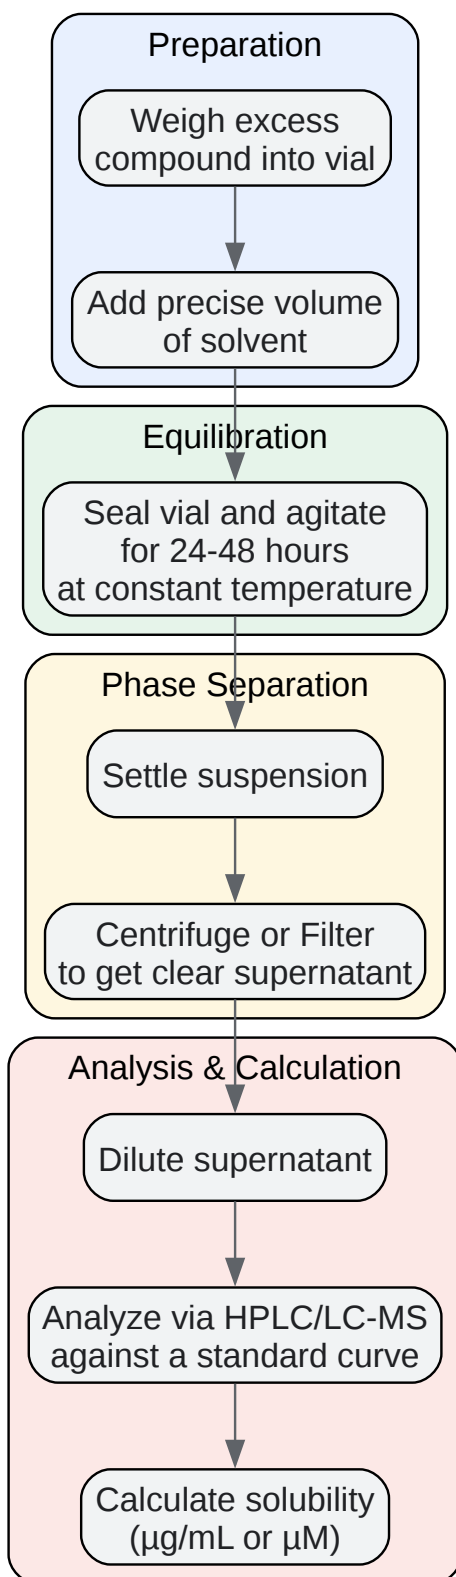 Preparation
Weigh excess
compound into vial
Add precise volume
of solvent
Equilibration
Seal vial and agitate
for 24-48 hours
at constant temperature
Phase Separation
Settle suspension
Centrifuge or Filter
to get clear supernatant
Analysis & Calculation
Dilute supernatant
Analyze via HPLC/LC-MS
against a standard curve
Calculate solubility
(µg/mL or µM)